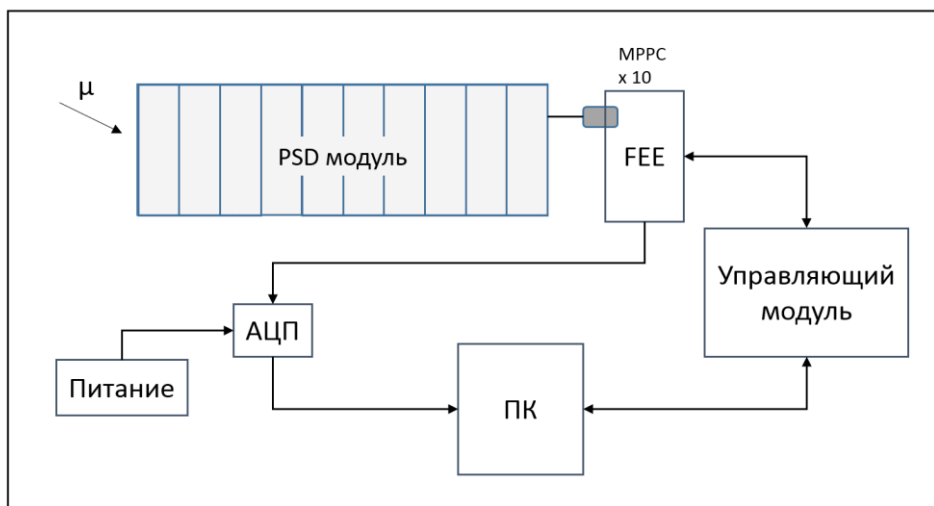 MPPC
x 10
μ
PSD модуль
FEE
Управляющий
модуль
АЦП
Питание
ПК